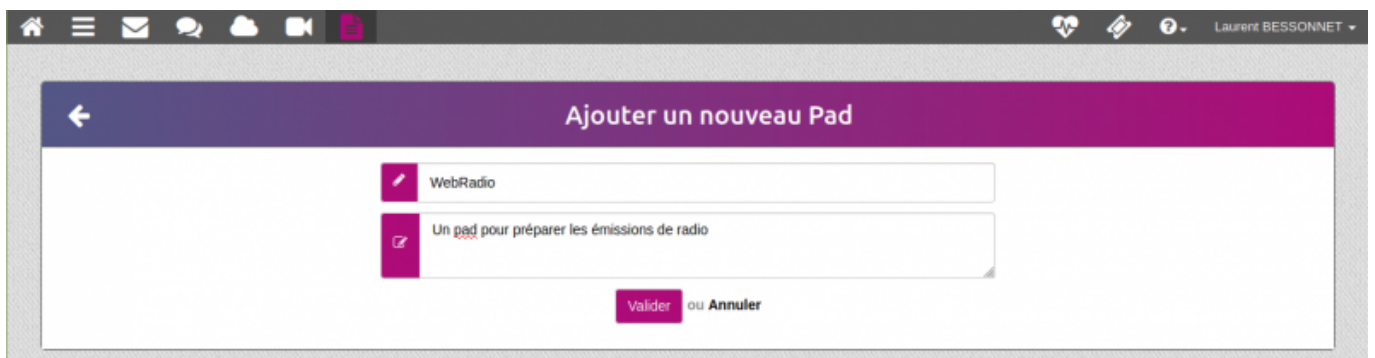 Laurent BESSONNET
Ajouter un nouveau Pad
WebRadio
Un pad pour préparer les émissions de radio
Valider ou Annuler